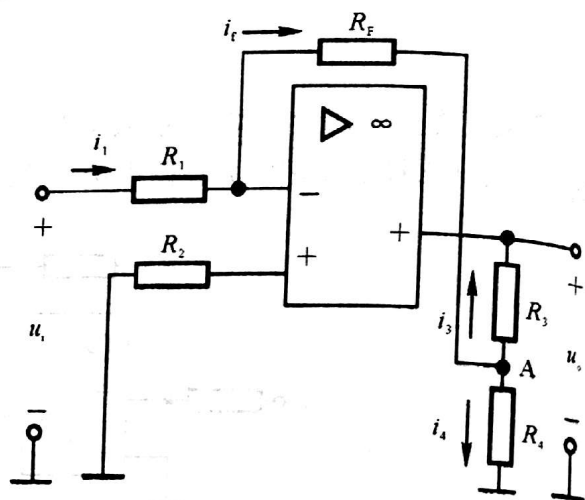 i_f R_F
▷ ∞
i_1 R_1
−
+
R_2
+
+
+
R_3
i_3
u_i
A
u_o
−
−
i_4
R_4